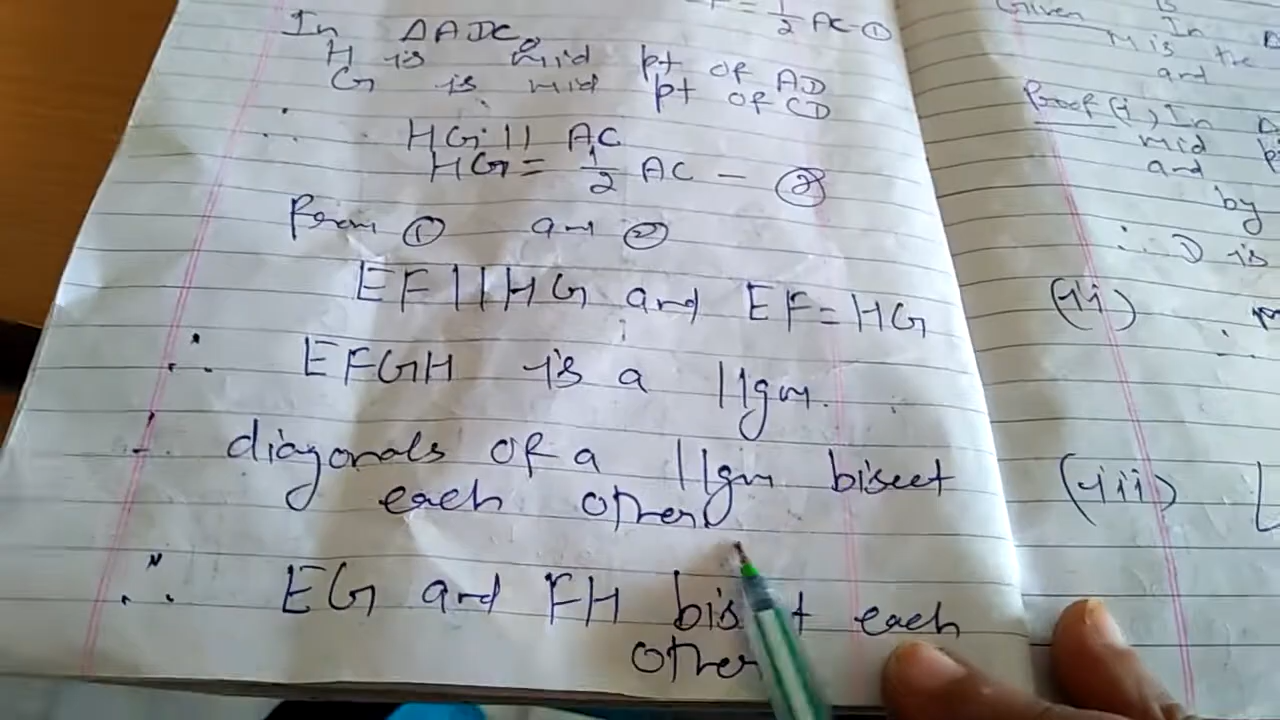 = 1/2 AC - ①
In ΔADC,
H is mid pt of AD
G is mid pt of CD
∴ HG || AC
HG = 1/2 AC - ②
From ① and ②
EF || HG and EF = HG
∴ EFGH is a ||gm.
∴ diagonals of a ||gm bisect
each other
∴ EG and FH each
other
Given In
M is the
and
Proof (i) In
mid
and
by
∴ D is
(ii)
∴
(iii)